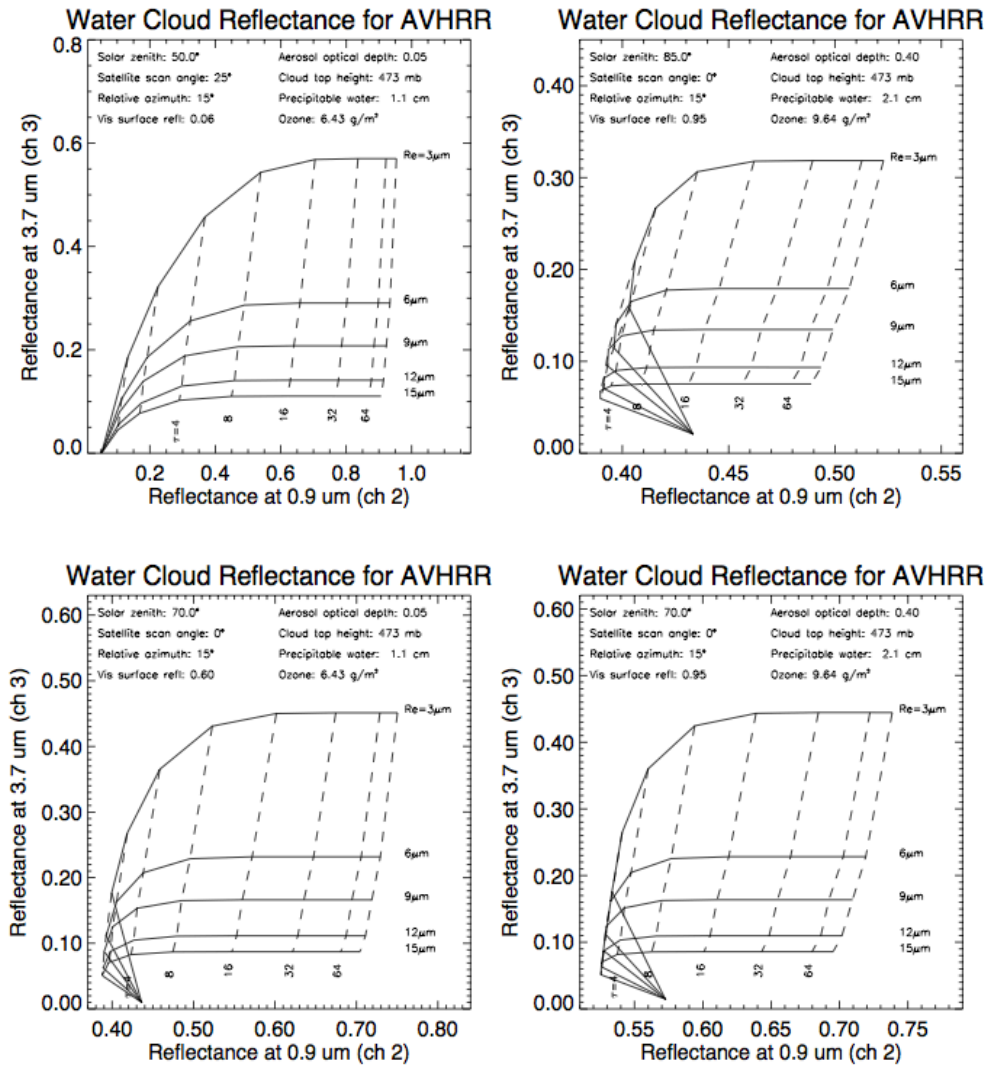 Water Cloud Reflectance for AVHRR
Solar zenith: 50.0° Aerosol optical depth: 0.05
Satellite scan angle: 25° Cloud top height: 473 mb
Relative azimuth: 15° Precipitable water: 1.1 cm
Vis surface refl: 0.06 Ozone: 6.43 g/m²
Reflectance at 3.7 um (ch 3)
0.8
0.6
0.4
0.2
0.0
Re=3μm
6μm
9μm
12μm
15μm
τ=4 8 16 32 64
0.2 0.4 0.6 0.8 1.0
Reflectance at 0.9 um (ch 2)
Water Cloud Reflectance for AVHRR
Solar zenith: 85.0° Aerosol optical depth: 0.40
Satellite scan angle: 0° Cloud top height: 473 mb
Relative azimuth: 15° Precipitable water: 2.1 cm
Vis surface refl: 0.95 Ozone: 9.64 g/m²
Reflectance at 3.7 um (ch 3)
0.40
0.30
0.20
0.10
0.00
Re=3μm
6μm
9μm
12μm
15μm
τ=4 8 16 32 64
0.40 0.45 0.50 0.55
Reflectance at 0.9 um (ch 2)
Water Cloud Reflectance for AVHRR
Solar zenith: 70.0° Aerosol optical depth: 0.05
Satellite scan angle: 0° Cloud top height: 473 mb
Relative azimuth: 15° Precipitable water: 1.1 cm
Vis surface refl: 0.60 Ozone: 6.43 g/m²
Reflectance at 3.7 um (ch 3)
0.60
0.50
0.40
0.30
0.20
0.10
0.00
Re=3μm
6μm
9μm
12μm
15μm
τ=4 8 16 32 64
0.40 0.50 0.60 0.70 0.80
Reflectance at 0.9 um (ch 2)
Water Cloud Reflectance for AVHRR
Solar zenith: 70.0° Aerosol optical depth: 0.40
Satellite scan angle: 0° Cloud top height: 473 mb
Relative azimuth: 15° Precipitable water: 2.1 cm
Vis surface refl: 0.95 Ozone: 9.64 g/m²
Reflectance at 3.7 um (ch 3)
0.60
0.50
0.40
0.30
0.20
0.10
0.00
Re=3μm
6μm
9μm
12μm
15μm
τ=4 8 16 32 64
0.55 0.60 0.65 0.70 0.75
Reflectance at 0.9 um (ch 2)